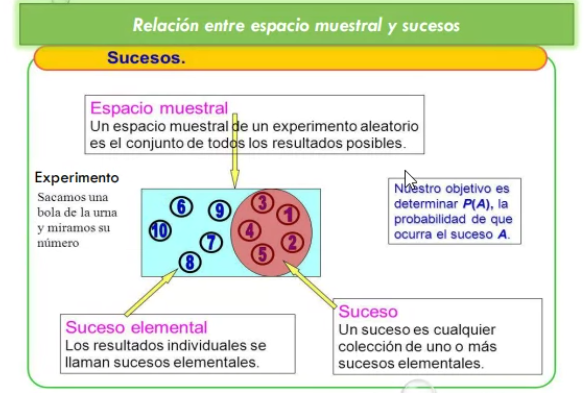 Relación entre espacio muestral y sucesos
Sucesos.
Espacio muestral
Un espacio muestral de un experimento aleatorio
es el conjunto de todos los resultados posibles.
Experimento
Sacamos una
bola de la urna
y miramos su
número
6
9
3
1
10
4
7
2
8
5
Nuestro objetivo es
determinar P(A), la
probabilidad de que
ocurra el suceso A.
Suceso elemental
Los resultados individuales se
llaman sucesos elementales.
Suceso
Un suceso es cualquier
colección de uno o más
sucesos elementales.